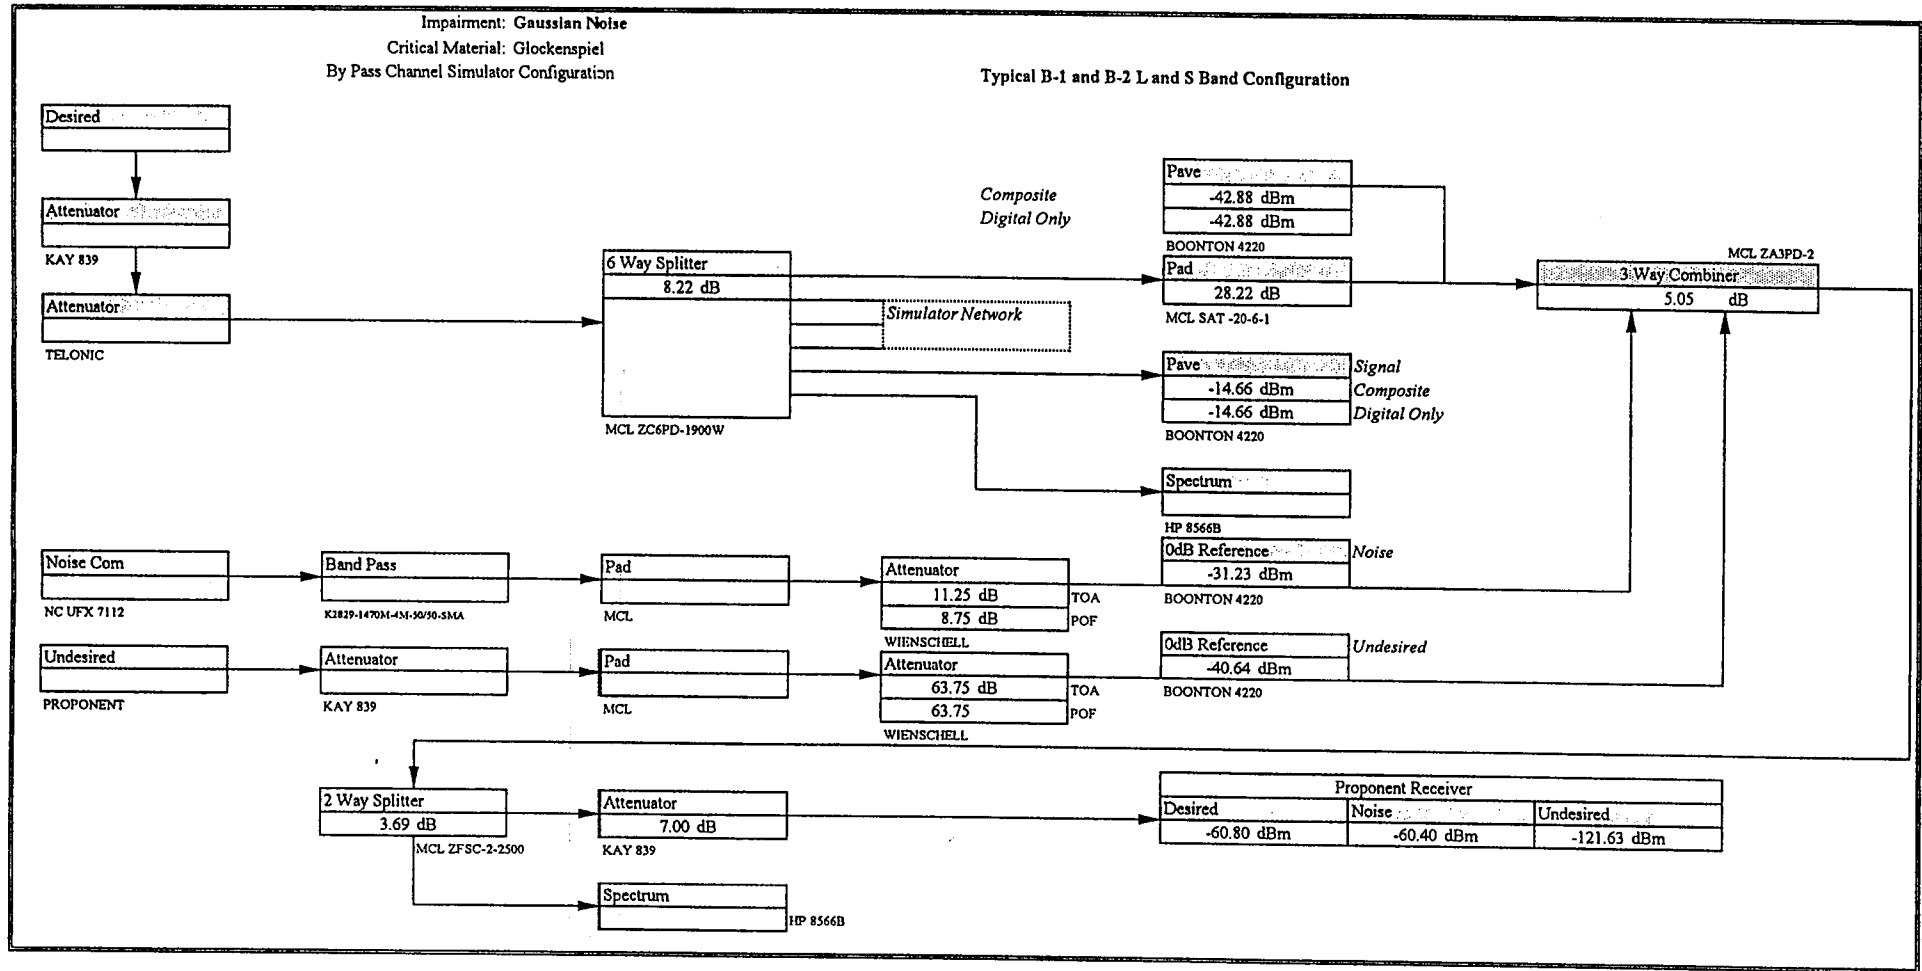 Impairment: Gaussian Noise
Critical Material: Glockenspiel
By Pass Channel Simulator Configuration
Typical B-1 and B-2 L and S Band Configuration
Desired
Attenuator
KAY 839
Attenuator
TELONIC
6 Way Splitter
8.22 dB
MCL ZC6PD-1900W
Simulator Network
Composite
Digital Only
Pave
-42.88 dBm
-42.88 dBm
BOONTON 4220
Pad
28.22 dB
MCL SAT -20-6-1
MCL ZA3PD-2
3 Way Combiner
5.05 dB
Pave
Signal
-14.66 dBm
Composite
-14.66 dBm
Digital Only
BOONTON 4220
Spectrum
HP 8566B
Noise Com
NC UFX 7112
Band Pass
K2829-1470M-4M-50/50-SMA
Pad
MCL
Attenuator
11.25 dB
TOA
8.75 dB
POF
WIENSCHELL
0dB Reference
Noise
-31.23 dBm
BOONTON 4220
Undesired
PROPONENT
Attenuator
KAY 839
Pad
MCL
Attenuator
63.75 dB
TOA
63.75
POF
WIENSCHELL
0dB Reference
Undesired
-40.64 dBm
BOONTON 4220
2 Way Splitter
3.69 dB
MCL ZFSC-2-2500
Attenuator
7.00 dB
KAY 839
Proponent Receiver
Desired Noise Undesired
-60.80 dBm -60.40 dBm -121.63 dBm
Spectrum
HP 8566B